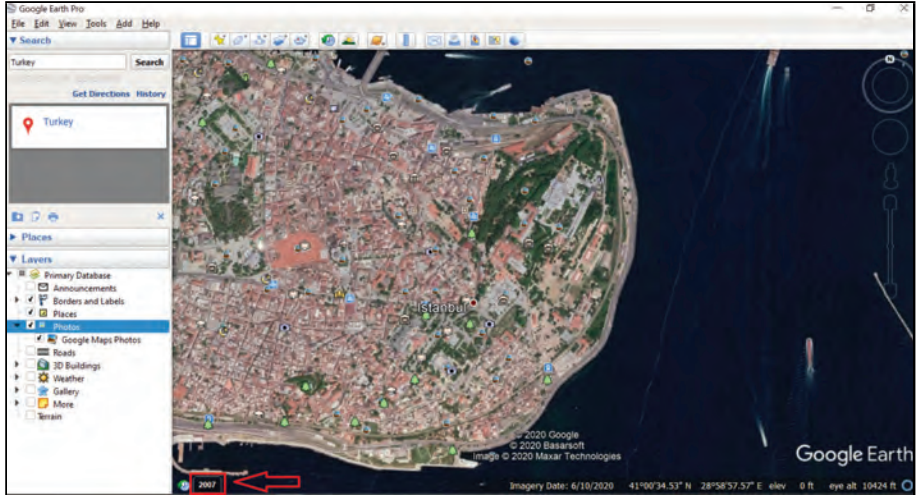 Google Earth Pro
File Edit View Tools Add Help
Search
Turkey Search
Get Directions History
Turkey
Places
Layers
Primary Database
Announcements
Borders and Labels
Places
Photos
Google Maps Photos
Roads
3D Buildings
Weather
Gallery
More
Terrain
N
Istanbul
© 2020 Google
© 2020 Basarsoft
Image © 2020 Maxar Technologies
Google Earth
2007
Imagery Date: 6/10/2020 41°00'34.53" N 28°58'57.57" E elev 0 ft eye alt 10424 ft